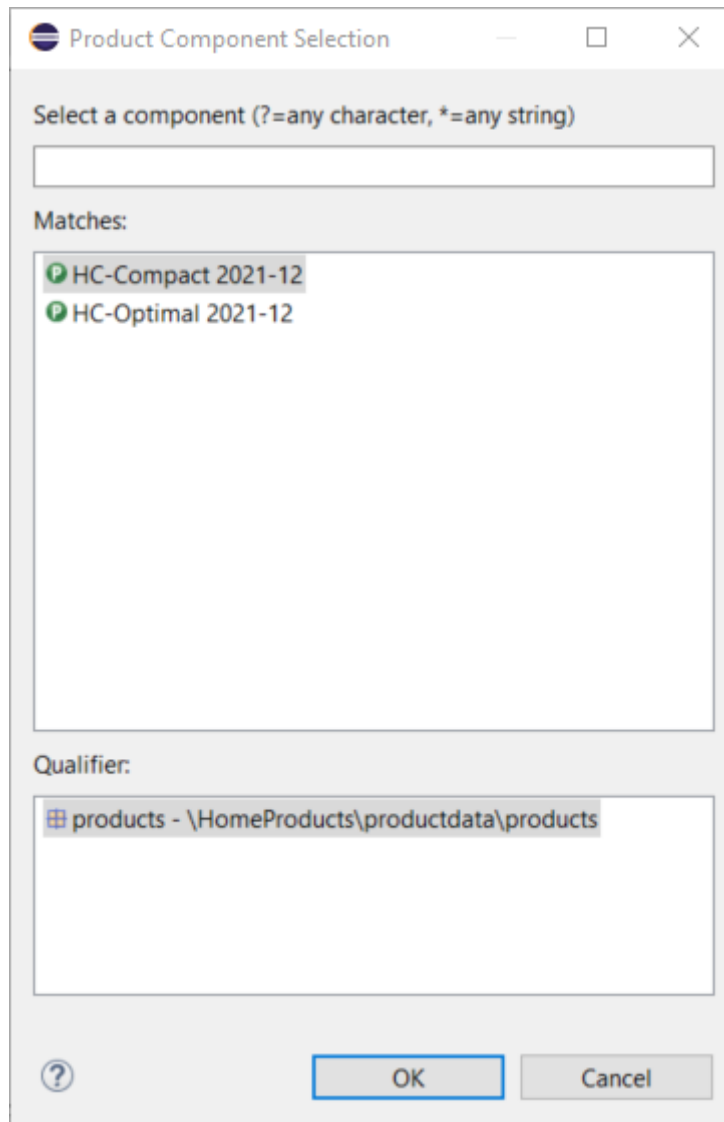 Product Component Selection
Select a component (?=any character, *=any string)
Matches:
HC-Compact 2021-12
HC-Optimal 2021-12
Qualifier:
products - \HomeProducts\productdata\products
OK Cancel